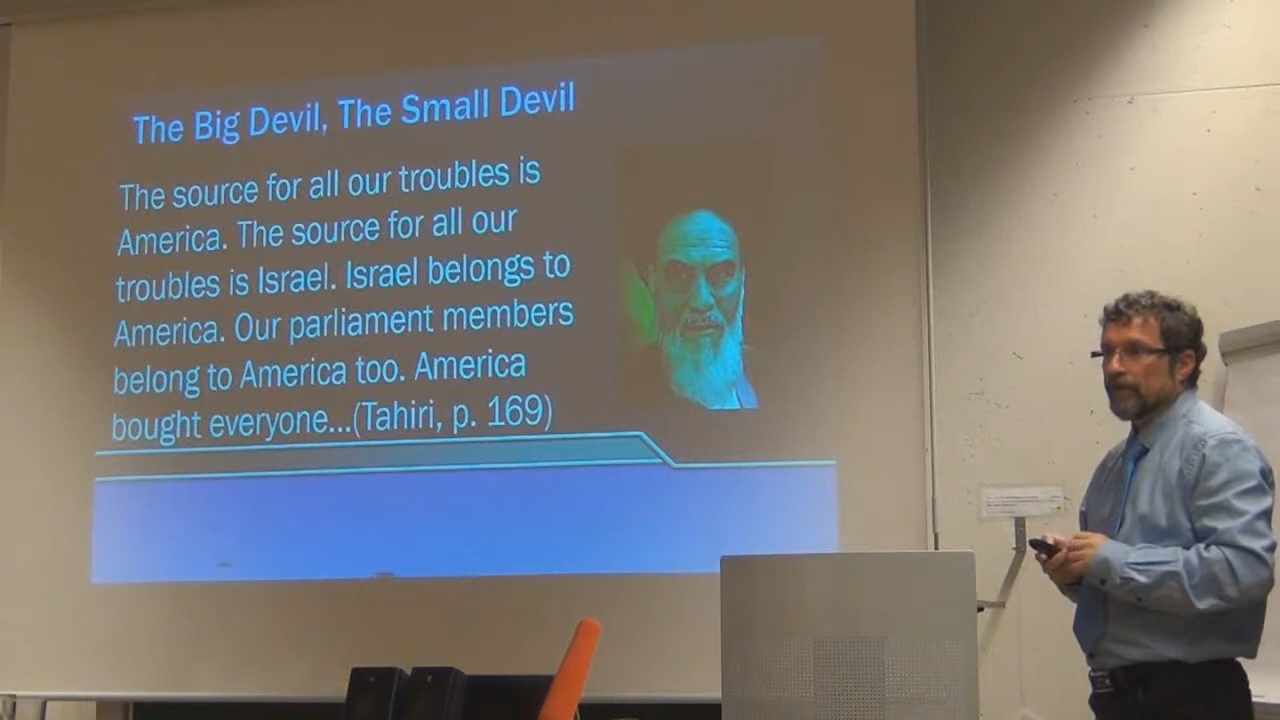 The Big Devil, The Small Devil
The source for all our troubles is
America. The source for all our
troubles is Israel. Israel belongs to
America. Our parliament members
belong to America too. America
bought everyone...(Tahiri, p. 169)